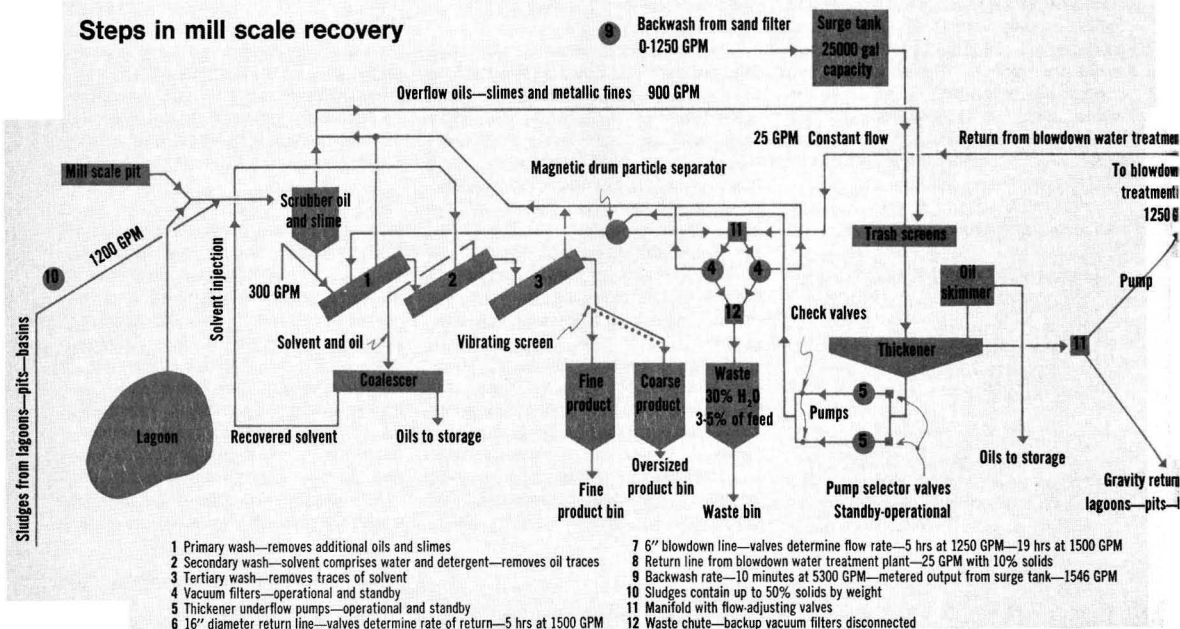 Steps in mill scale recovery
9
Backwash from sand filter
0-1250 GPM
Surge tank
25000 gal
capacity
Overflow oils—slimes and metallic fines 900 GPM
25 GPM Constant flow
Return from blowdown water
To
Mill scale pit
Scrubber oil
and slime
Magnetic drum particle separator
Trash screens
1200 GPM
10
Solvent injection
300 GPM
1
2
3
11
4
4
12
Oil
skimmer
Pump
Check valves
Solvent and oil
Vibrating screen
Thickener
11
Sludges from lagoons—pits—basins
Lagoon
Coalescer
Recovered solvent
Oils to storage
Fine
product
Coarse
product
Waste
30% H₂O
3-5% of feed
5
Pumps
5
Oils to storage
Fine
product bin
Oversized
product bin
Waste bin
Pump selector valves
Standby-operational
Gravity
lagoons—pits—
1 Primary wash—removes additional oils and slimes
2 Secondary wash—solvent comprises water and detergent—removes oil traces
3 Tertiary wash—removes traces of solvent
4 Vacuum filters—operational and standby
5 Thickener underflow pumps—operational and standby
6 16″ diameter return line—valves determine rate of return—5 hrs at 1500 GPM
7 6″ blowdown line—valves determine flow rate—5 hrs at 1250 GPM—19 hrs at 1500 GPM
8 Return line from blowdown water treatment plant—25 GPM with 10% solids
9 Backwash rate—10 minutes at 5300 GPM—metered output from surge tank—1546 GPM
10 Sludges contain up to 50% solids by weight
11 Manifold with flow-adjusting valves
12 Waste chute—backup vacuum filters disconnected